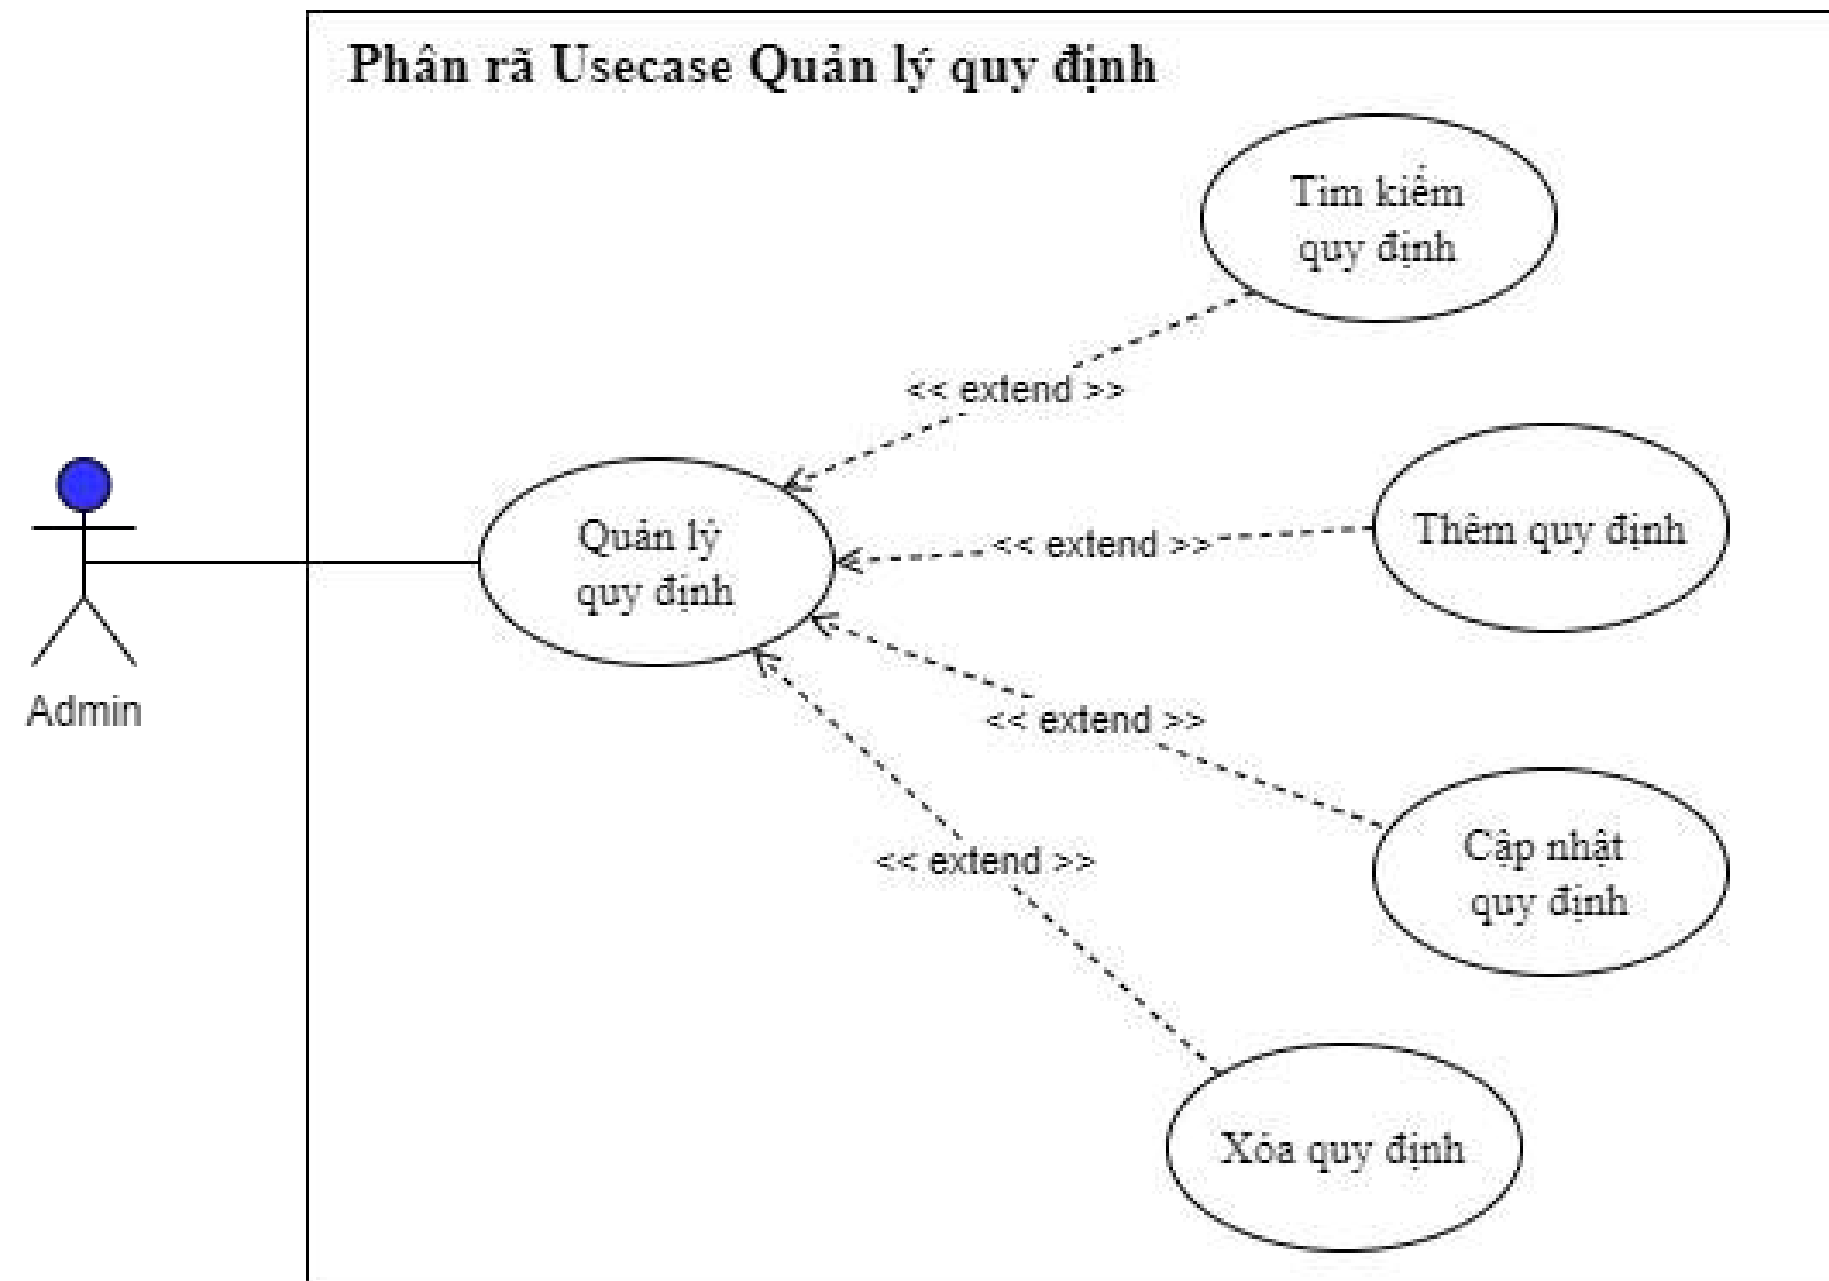 Phân rã Usecase Quản lý quy định
Tìm kiếm
quy định
<< extend >>
Thêm quy định
<< extend >>
Quản lý
quy định
Admin
<< extend >>
Cập nhật
quy định
<< extend >>
Xóa quy định